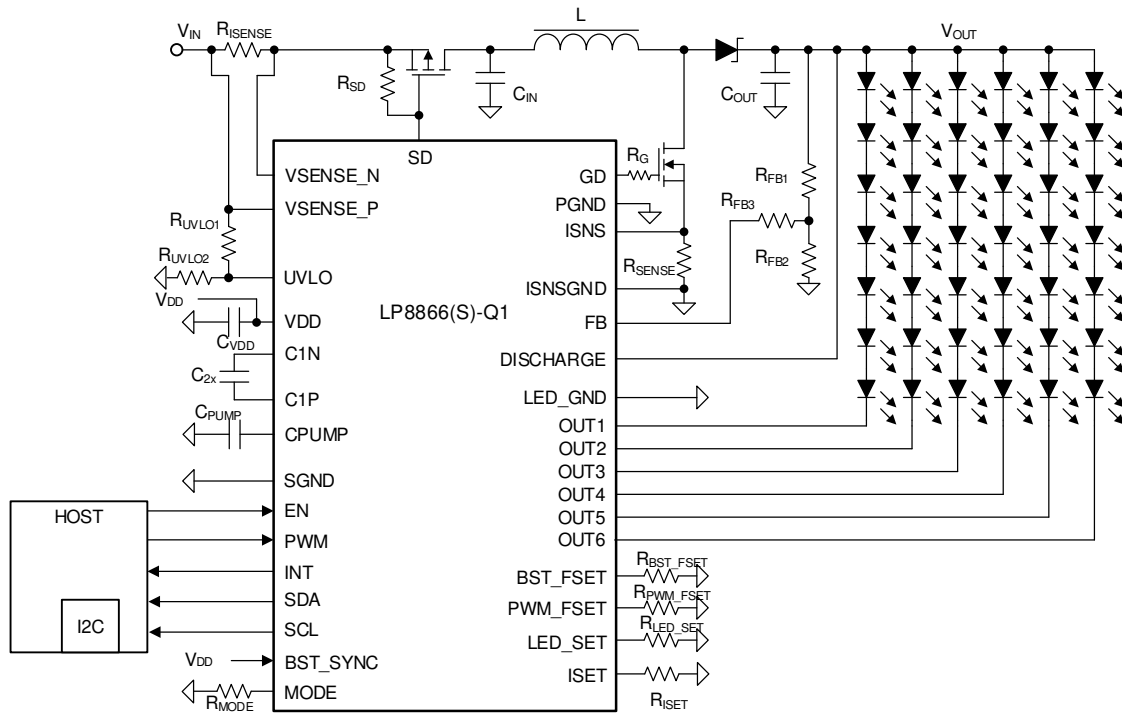 VIN
RISENSE
L
VOUT
RSD
CIN
COUT
SD
VSENSE_N
VSENSE_P
RUVLO1
RUVLO2
UVLO
VDD
VDD
CVDD
C1N
C2x
C1P
CPUMP
CPUMP
SGND
HOST
EN
PWM
INT
SDA
I2C
SCL
VDD
BST_SYNC
MODE
RMODE
LP8866(S)-Q1
GD
RG
PGND
ISNS
RSENSE
ISNSGND
FB
RFB1
RFB3
RFB2
DISCHARGE
LED_GND
OUT1
OUT2
OUT3
OUT4
OUT5
OUT6
BST_FSET
RBST_FSET
PWM_FSET
RPWM_FSET
LED_SET
RLED_SET
ISET
RISET